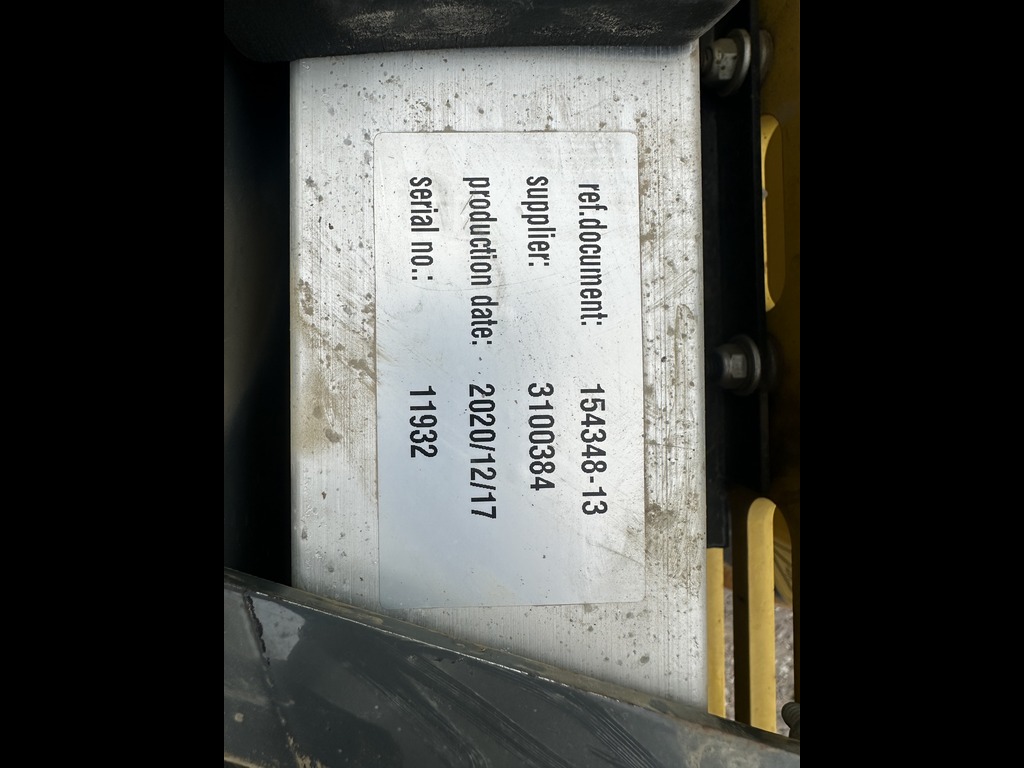 ref.document: 154348-13
supplier: 3100384
production date: 2020/12/17
serial no.: 11932